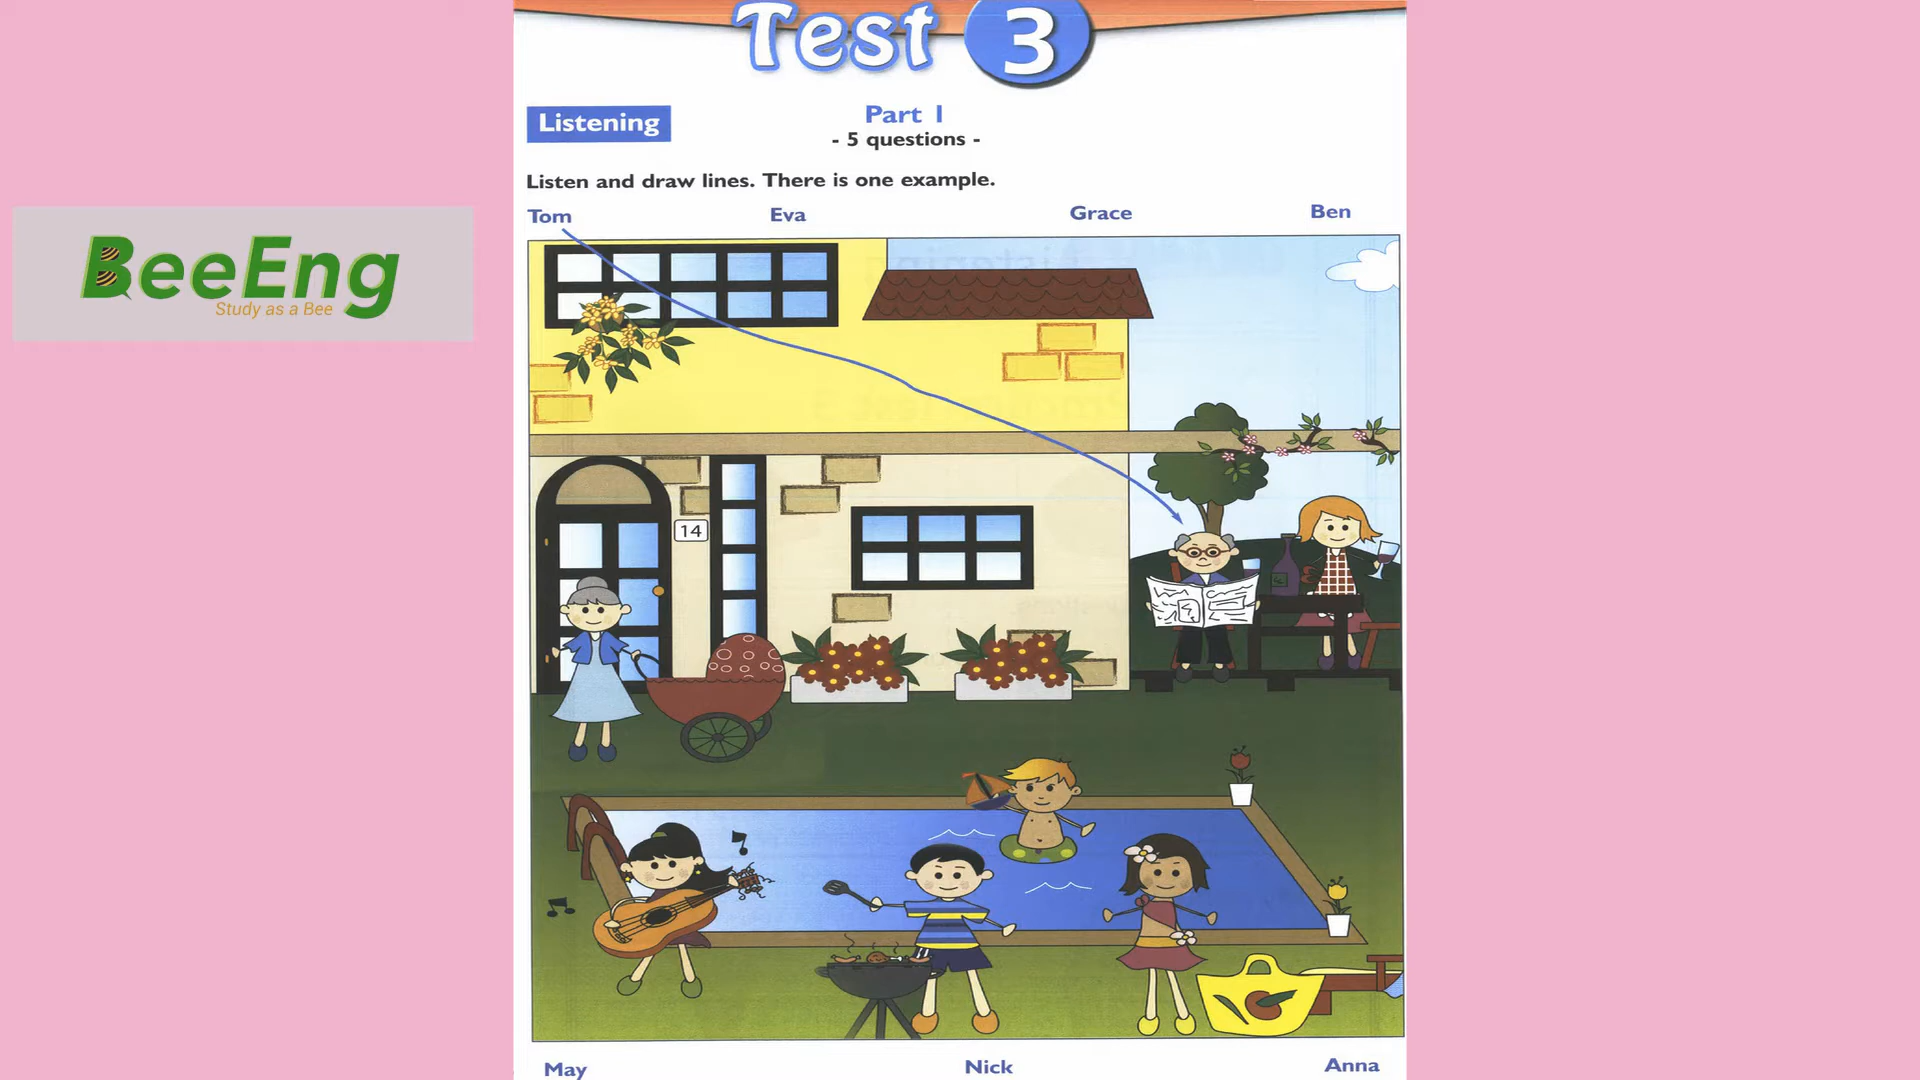 Test 3
Listening
Part 1
- 5 questions -
Listen and draw lines. There is one example.
Tom Eva Grace Ben
BeeEng
Study as a Bee
14
May Nick Anna